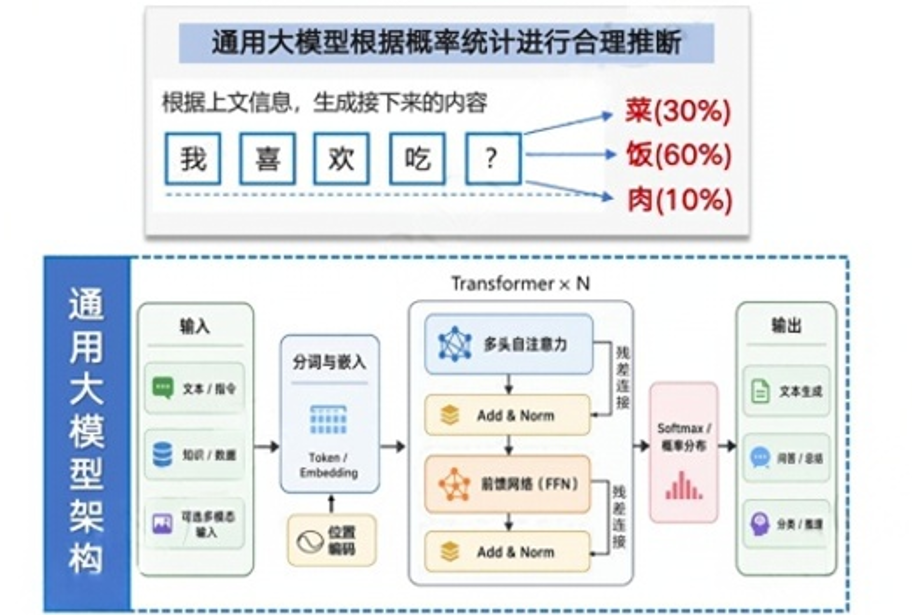 通用大模型根据概率统计进行合理推断
根据上文信息，生成接下来的内容
我 喜 欢 吃 ?
菜(30%)
饭(60%)
肉(10%)
通用大模型架构
输入
文本 / 指令
知识 / 数据
可选多模态
输入
分词与嵌入
Token /
Embedding
位置
编码
Transformer × N
多头自注意力
Add & Norm
残差连接
前馈网络 (FFN)
Add & Norm
残差连接
Softmax /
概率分布
输出
文本生成
问答 / 总结
分类 / 推理